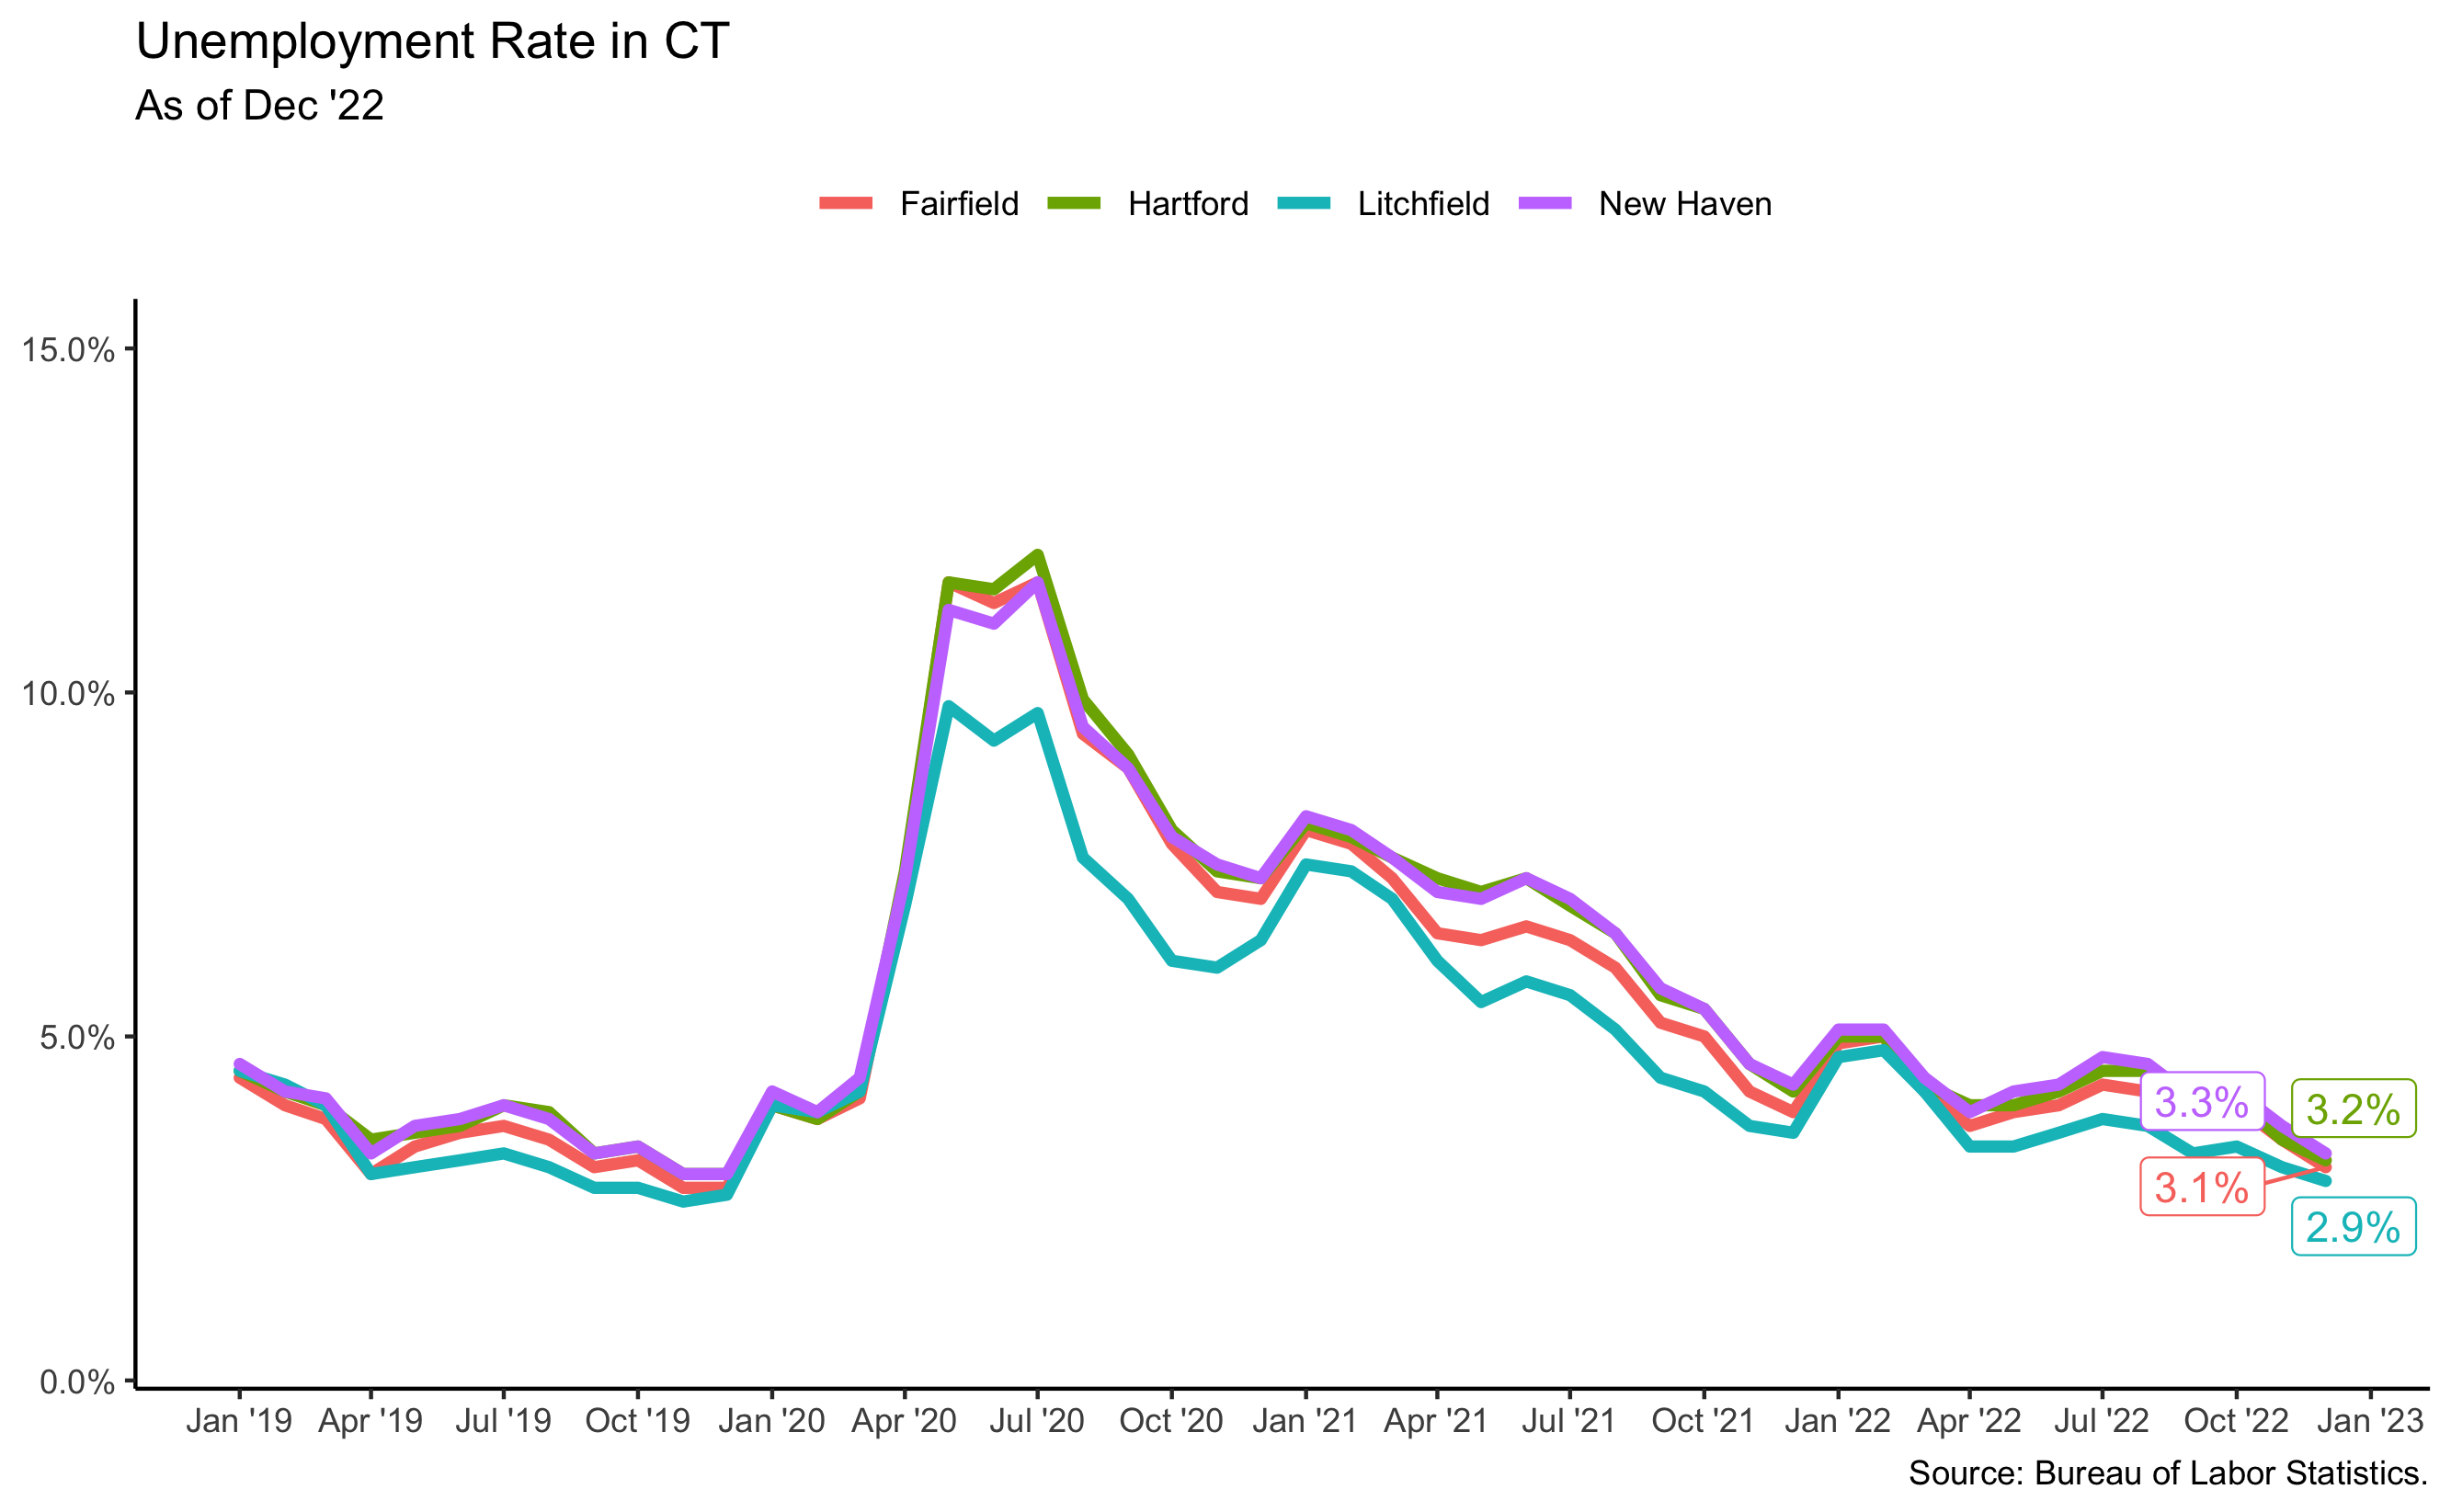 Unemployment Rate in CT
As of Dec '22
Fairfield Hartford Litchfield New Haven
15.0%
10.0%
5.0%
0.0%
3.3% 3.2%
3.1%
2.9%
Jan '19 Apr '19 Jul '19 Oct '19 Jan '20 Apr '20 Jul '20 Oct '20 Jan '21 Apr '21 Jul '21 Oct '21 Jan '22 Apr '22 Jul '22 Oct '22 Jan '23
Source: Bureau of Labor Statistics.